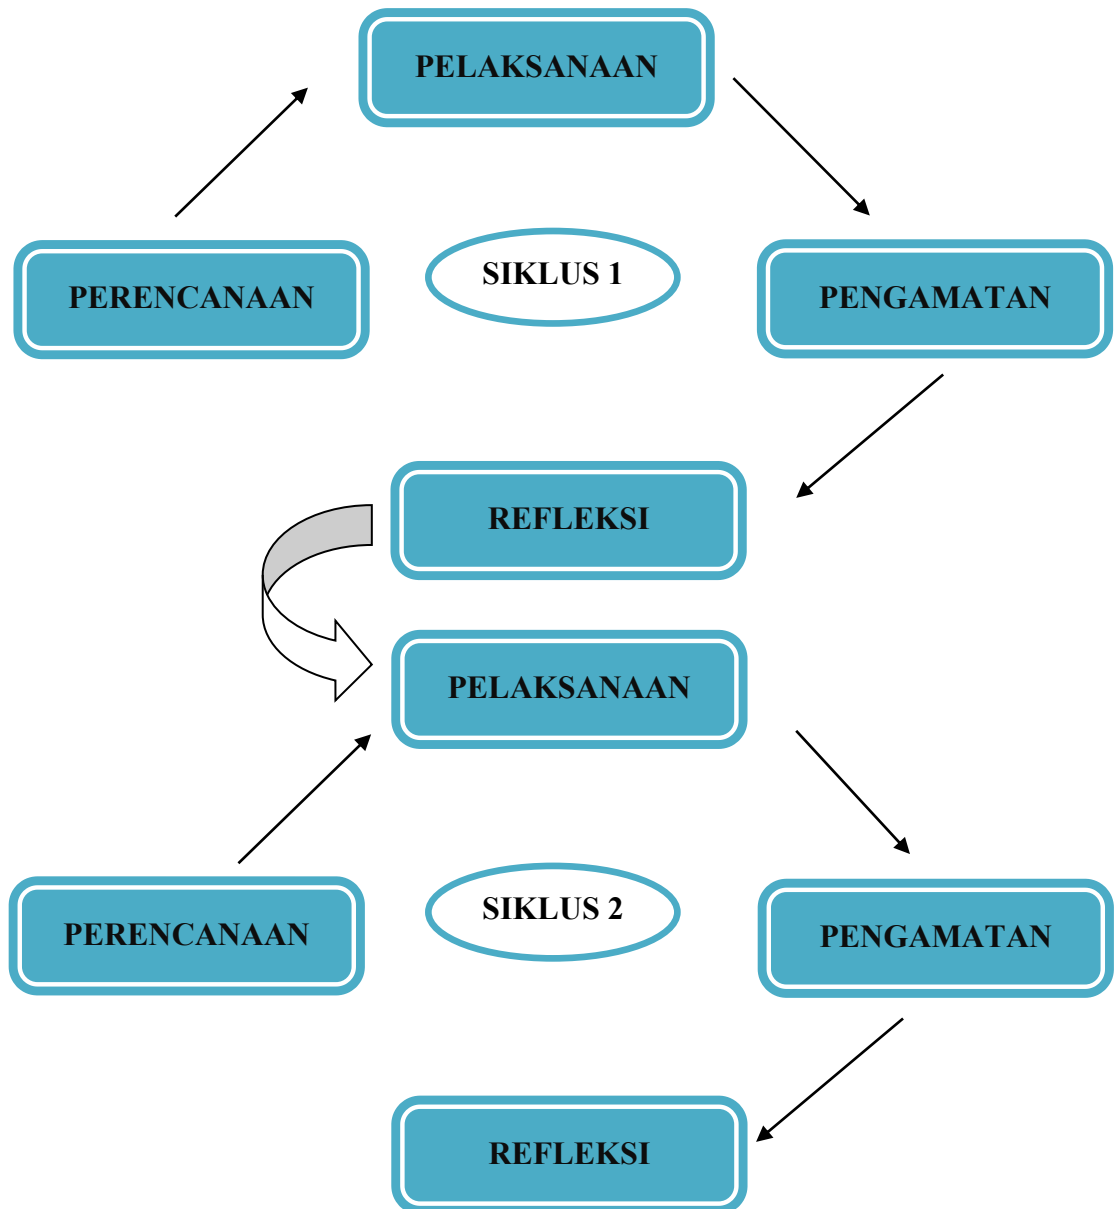 PELAKSANAAN
PERENCANAAN
SIKLUS 1
PENGAMATAN
REFLEKSI
PELAKSANAAN
PERENCANAAN
SIKLUS 2
PENGAMATAN
REFLEKSI